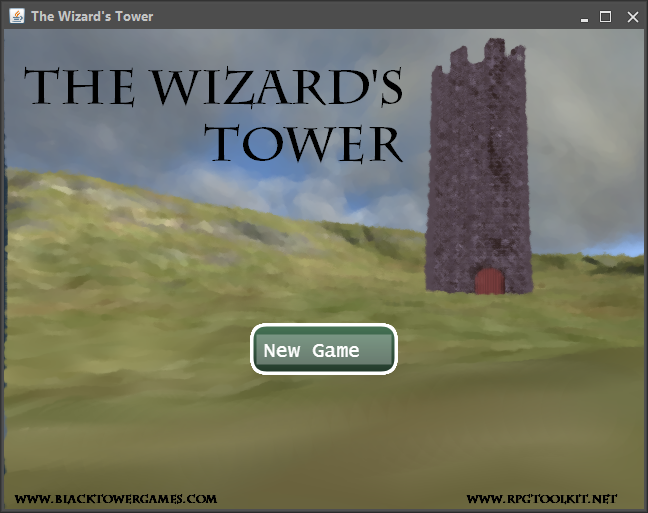 The Wizard's Tower
THE WIZARD'S
TOWER
New Game
WWW.BLACKTOWERGAMES.COM
WWW.RPGTOOLKIT.NET